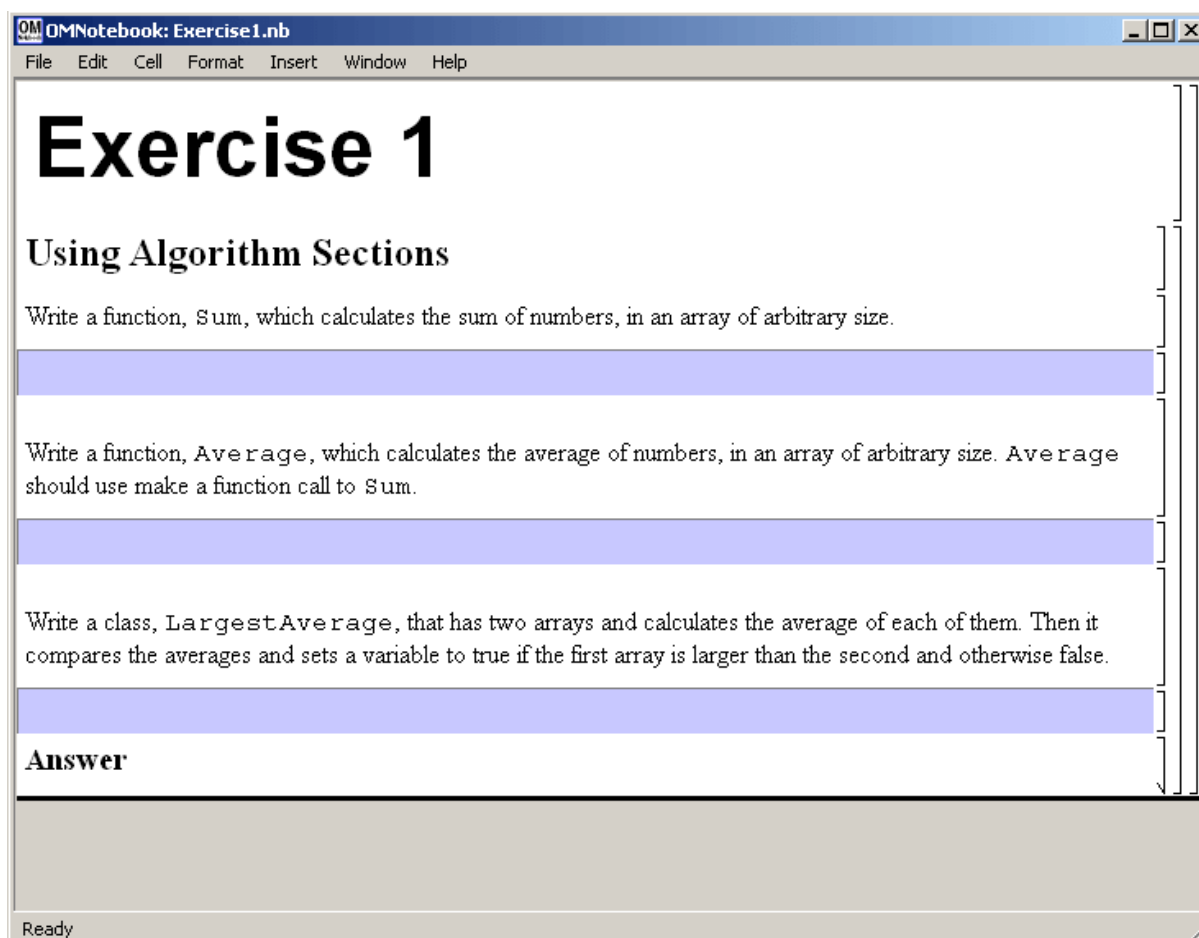 OM OMNotebook: Exercise1.nb
File Edit Cell Format Insert Window Help
Exercise 1
Using Algorithm Sections
Write a function, Sum, which calculates the sum of numbers, in an array of arbitrary size.
Write a function, Average, which calculates the average of numbers, in an array of arbitrary size. Average
should use make a function call to Sum.
Write a class, LargestAverage, that has two arrays and calculates the average of each of them. Then it
compares the averages and sets a variable to true if the first array is larger than the second and otherwise false.
Answer
Ready